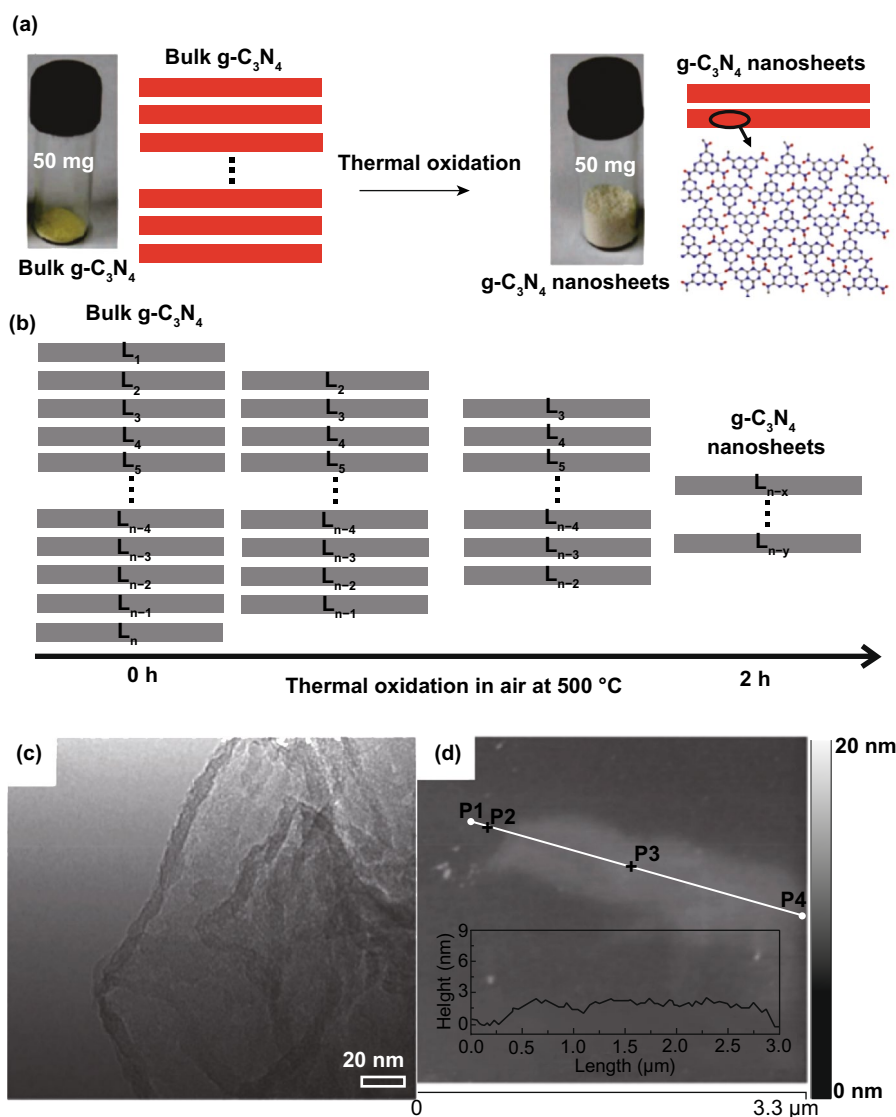 (a)
Bulk g-C₃N₄
g-C₃N₄ nanosheets
50 mg
Thermal oxidation
50 mg
Bulk g-C₃N₄
g-C₃N₄ nanosheets
(b)
Bulk g-C₃N₄
L₁
L₂ L₂
L₃ L₃ L₃
L₄ L₄ L₄
L₅ L₅ L₅
g-C₃N₄
nanosheets
Lₙ₋ₓ
Lₙ₋₄ Lₙ₋₄ Lₙ₋₄
Lₙ₋₃ Lₙ₋₃ Lₙ₋₃
Lₙ₋y
Lₙ₋₂ Lₙ₋₂ Lₙ₋₂
Lₙ₋₁ Lₙ₋₁
Lₙ
0 h
Thermal oxidation in air at 500 °C
2 h
(c)
20 nm
(d)
20 nm
P1
P2
P3
P4
9
6
3
0
Helght (nm)
0.0 0.5 1.0 1.5 2.0 2.5 3.0
Length (μm)
0 nm
0 3.3 μm